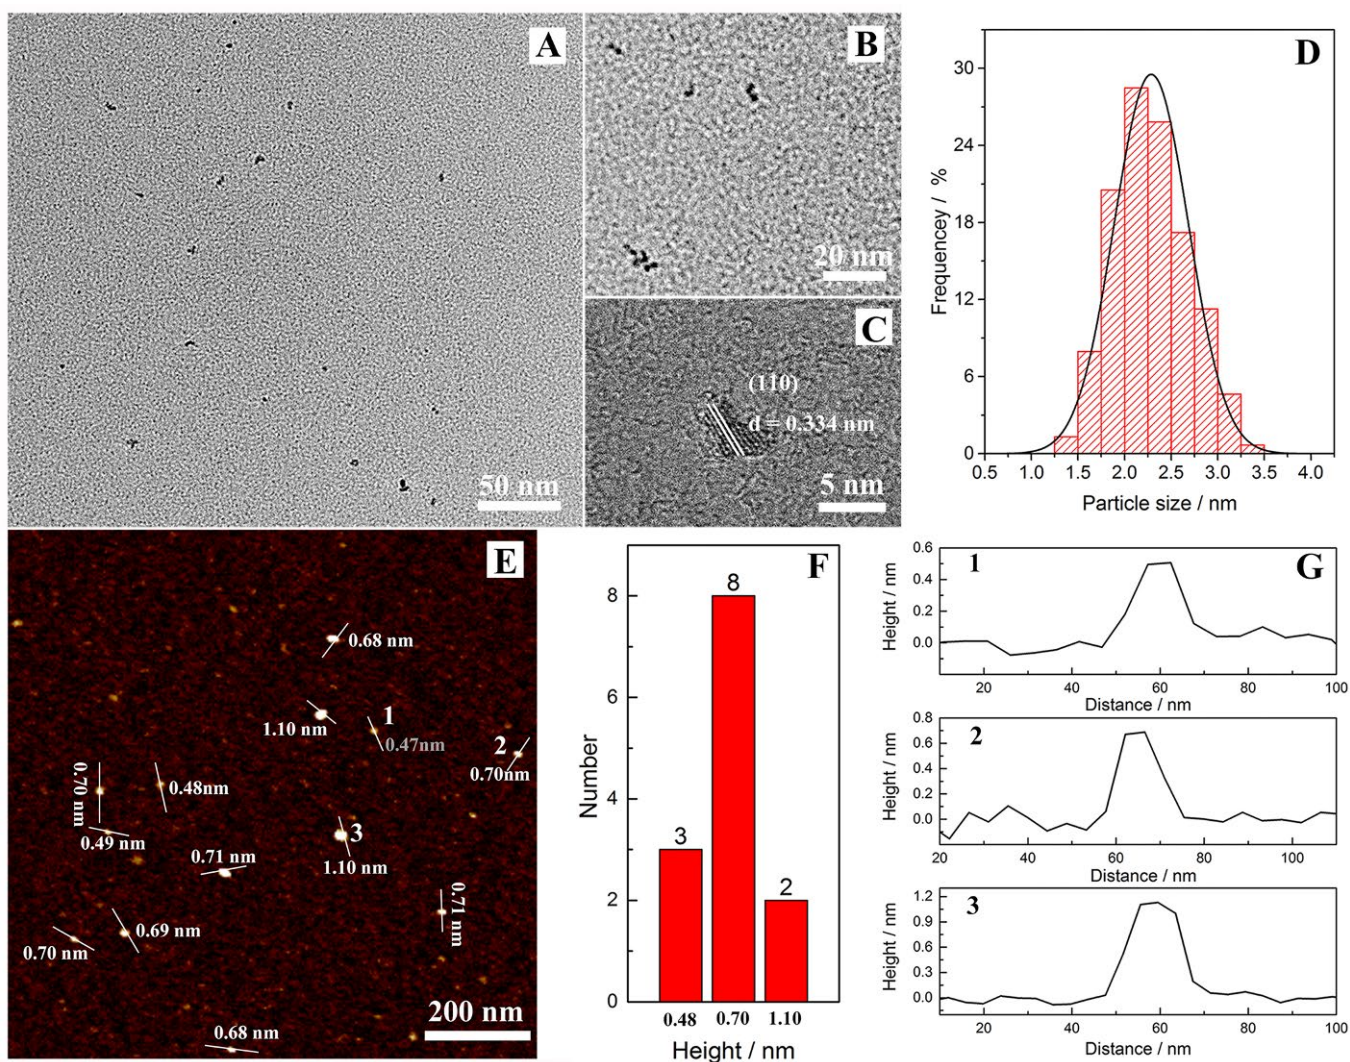 A
50 nm
B
20 nm
C
(110)
d = 0.334 nm
5 nm
D
30
24
18
12
6
0
Frequencey / %
0.5 1.0 1.5 2.0 2.5 3.0 3.5 4.0
Particle size / nm
E
0.68 nm
1.10 nm
1
0.47nm
2
0.70nm
0.70 nm
0.48nm
0.49 nm
3
1.10 nm
0.71 nm
0.71 nm
0.69 nm
0.70 nm
0.68 nm
200 nm
F
8
6
4
2
0
Number
3
8
2
0.48 0.70 1.10
Height / nm
G
1
0.6
0.4
0.2
0.0
Height / nm
20 40 60 80 100
Distance / nm
2
0.8
0.6
0.4
0.2
0.0
Height / nm
20 40 60 80 100
Distance / nm
3
1.2
0.9
0.6
0.3
0.0
Height / nm
20 40 60 80 100
Distance / nm